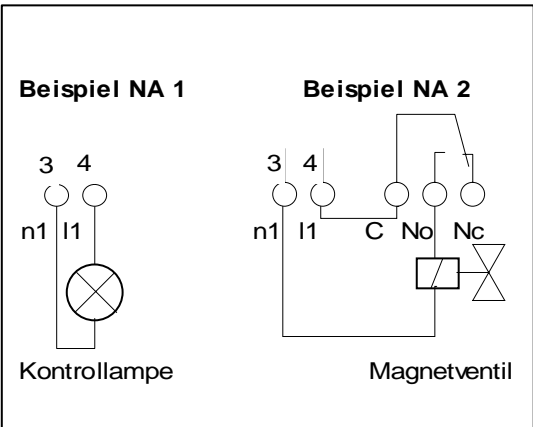 Beispiel NA 1
Beispiel NA 2
3 4
3 4
n1 l1
n1 l1 C No Nc
Kontrollampe
Magnetventil